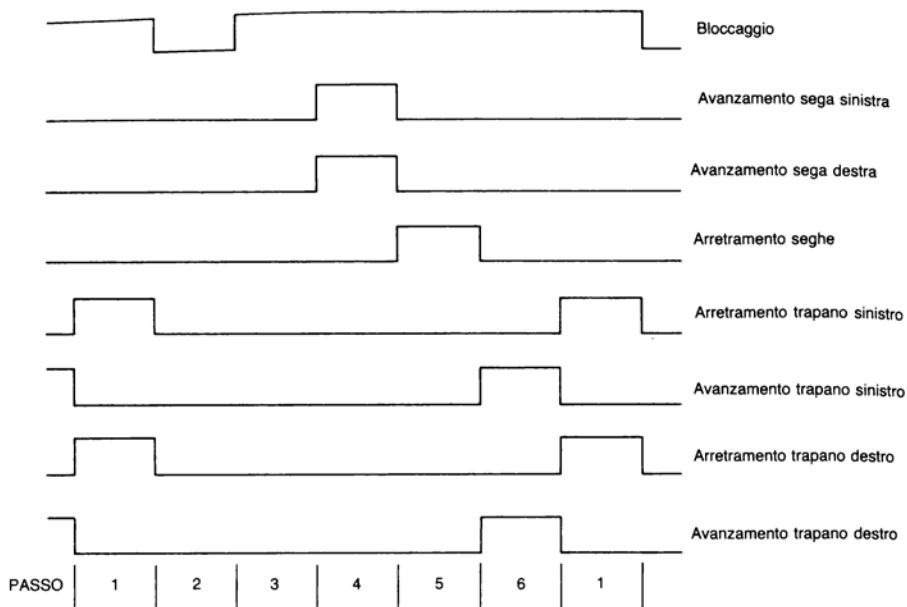 Bloccaggio
Avanzamento sega sinistra
Avanzamento sega destra
Arretramento seghe
Arretramento trapano sinistro
Avanzamento trapano sinistro
Arretramento trapano destro
Avanzamento trapano destro
PASSO 1 2 3 4 5 6 1